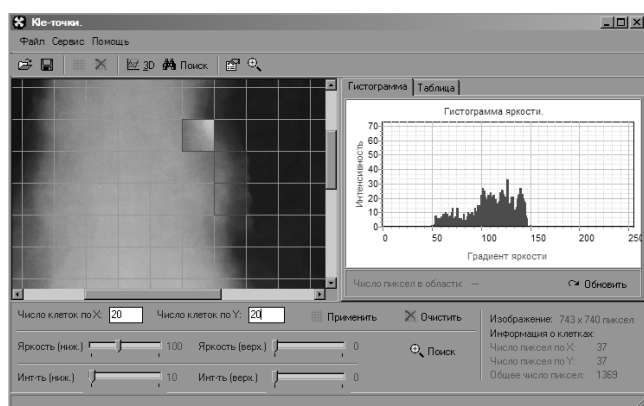 Kle-точки.
Файл Сервис Помощь
3D Поиск
Гистограмма Таблица
Гистограмма яркости.
Интенсивность
70
60
50
40
30
20
10
0
0 50 100 150 200 250
Градиент яркости
Число пиксел в области: --- Обновить
Число клеток по X: 20 Число клеток по Y: 20 Применить Очистить
Яркость (ниж.) 100 Яркость (верх.) 0 Поиск
Инт-ть (ниж.) 10 Инт-ть (верх.) 0
Изображение: 743 x 740 пиксел
Информация о клетках:
Число пиксел по X: 37
Число пиксел по Y: 37
Общее число пиксел: 1369